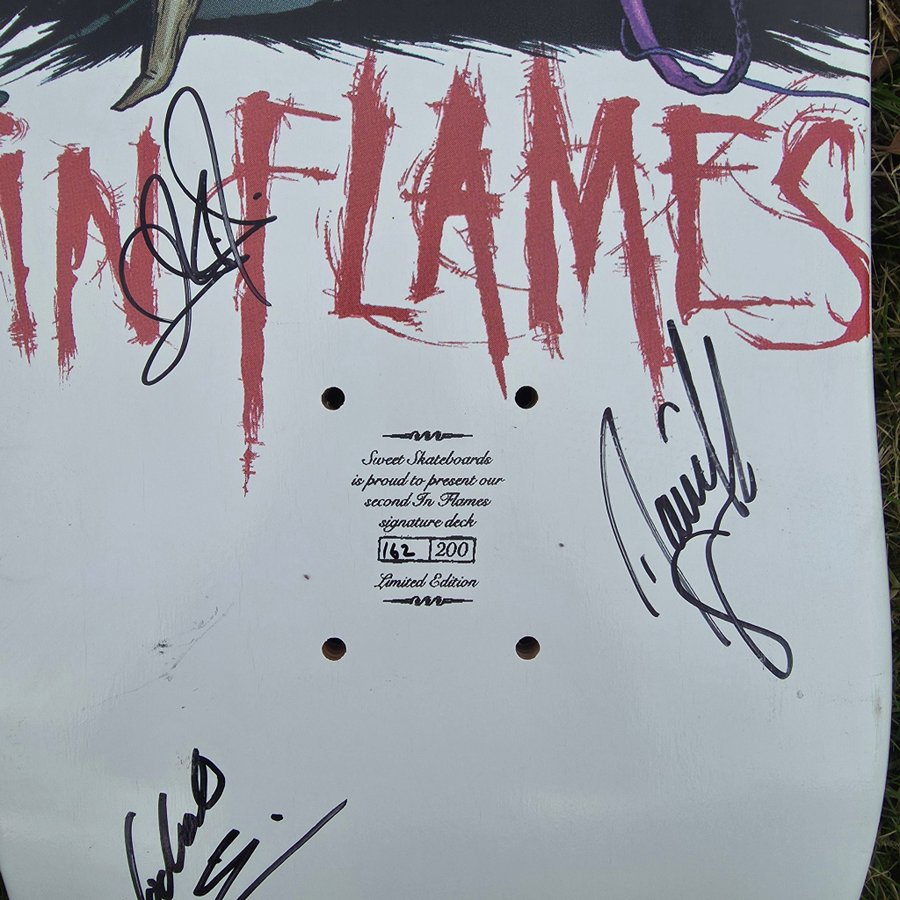 iN FLAMES
Sweet Skateboards
is proud to present our
second In Flames
signature deck
162 200
Limited Edition